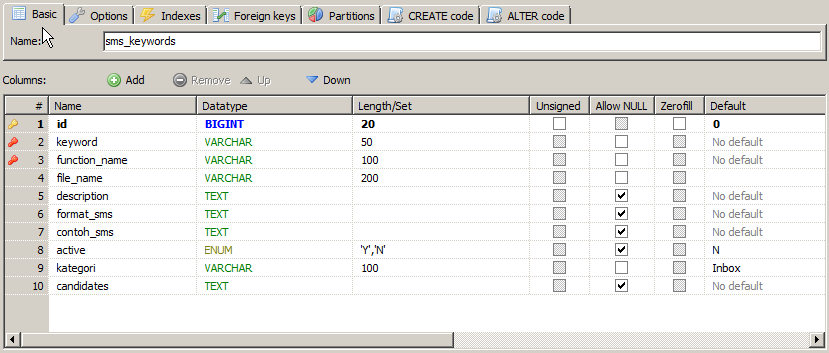 Basic Options Indexes Foreign keys Partitions CREATE code ALTER code
Name: sms_keywords
Columns: Add Remove Up Down
# Name Datatype Length/Set Unsigned Allow NULL Zerofill Default
1 id BIGINT 20 0
2 keyword VARCHAR 50 No default
3 function_name VARCHAR 100 No default
4 file_name VARCHAR 200 No default
5 description TEXT No default
6 format_sms TEXT No default
7 contoh_sms TEXT No default
8 active ENUM 'Y','N' N
9 kategori VARCHAR 100 Inbox
10 candidates TEXT No default